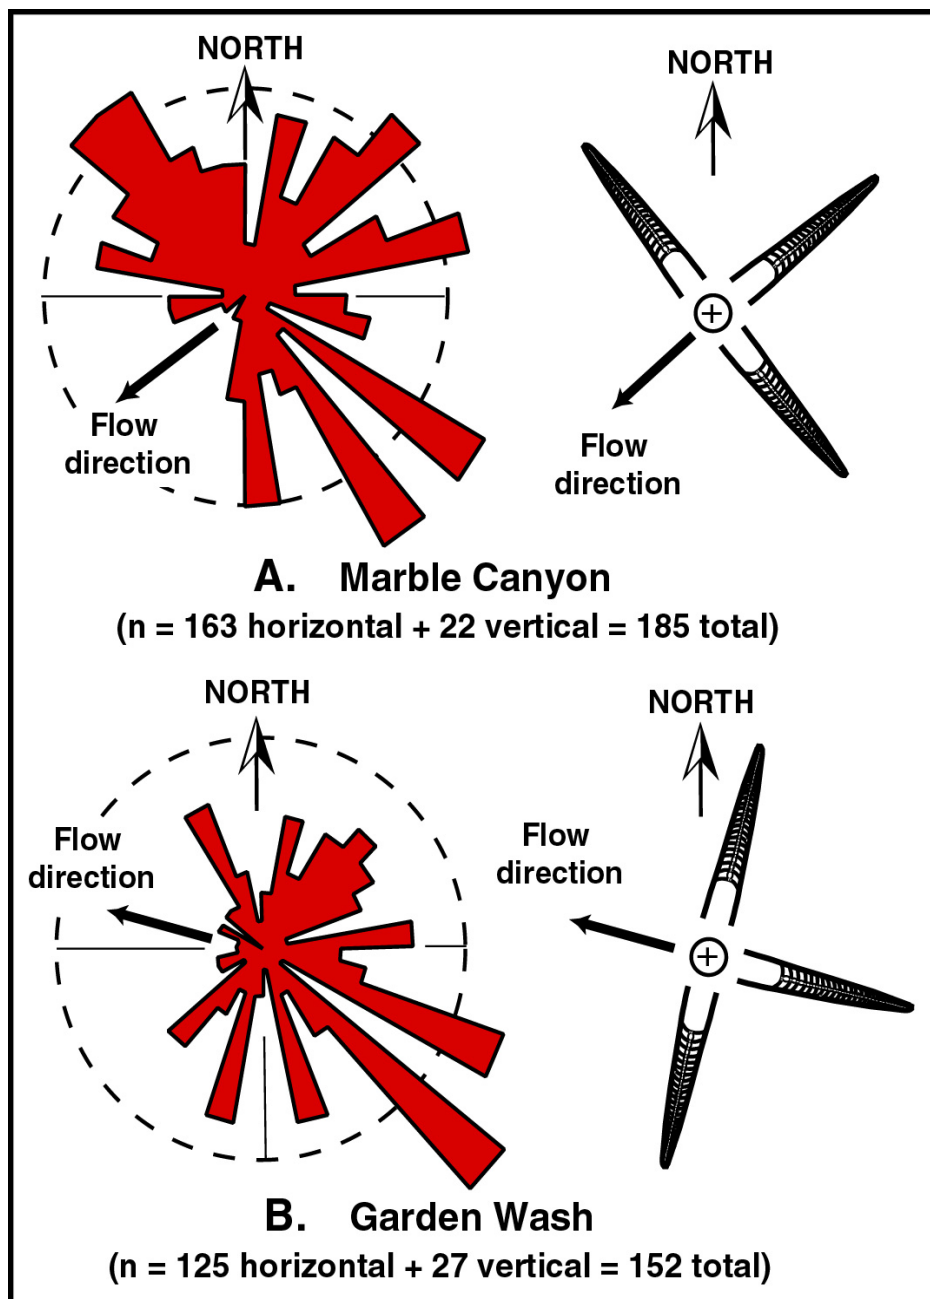 NORTH
NORTH
Flow
direction
Flow
direction
A. Marble Canyon
(n = 163 horizontal + 22 vertical = 185 total)
NORTH
NORTH
Flow
direction
Flow
direction
B. Garden Wash
(n = 125 horizontal + 27 vertical = 152 total)